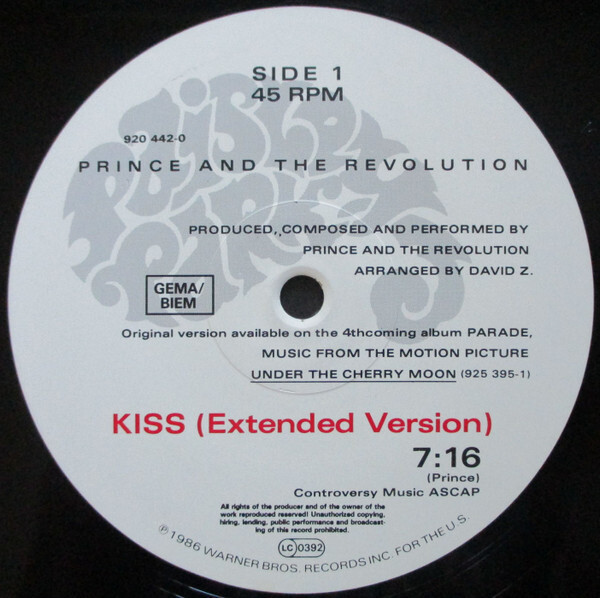 SIDE 1
45 RPM
920 442-0
PAISLEY
PARK
PRINCE AND THE REVOLUTION
PRODUCED, COMPOSED AND PERFORMED BY
PRINCE AND THE REVOLUTION
ARRANGED BY DAVID Z.
GEMA/
BIEM
Original version available on the 4thcoming album PARADE,
MUSIC FROM THE MOTION PICTURE
UNDER THE CHERRY MOON (925 395-1)
KISS (Extended Version)
7:16
(Prince)
Controversy Music ASCAP
All rights of the producer and of the owner of the
work reproduced reserved! Unauthorized copying,
hiring, lending, public performance and broadcast-
ing of this record prohibited.
LC 0392
℗ 1986 WARNER BROS. RECORDS INC. FOR THE U.S.